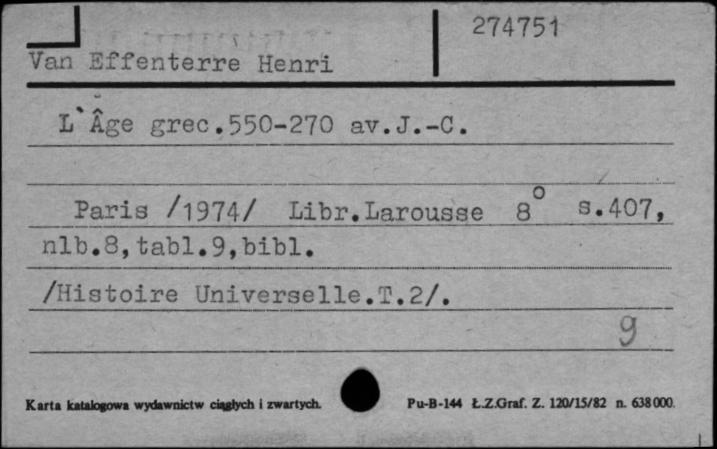 274751
Van Effenterre Henri
L`Âge grec.550-270 av.J.-C.
Paris /1974/ Libr.Larousse 8° s.407,
nlb.8,tabl.9,bibl.
/Histoire Universelle.T.2/.
9
Karta katalogowa wydawnictw ciągłych i zwartych. Pu-B-144 Ł.Z.Graf. Z. 120/15/82 n. 638000.